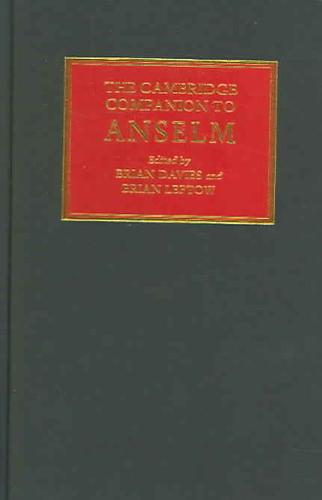 THE CAMBRIDGE
COMPANION TO
ANSELM
Edited by
BRIAN DAVIES and
BRIAN LEFTOW